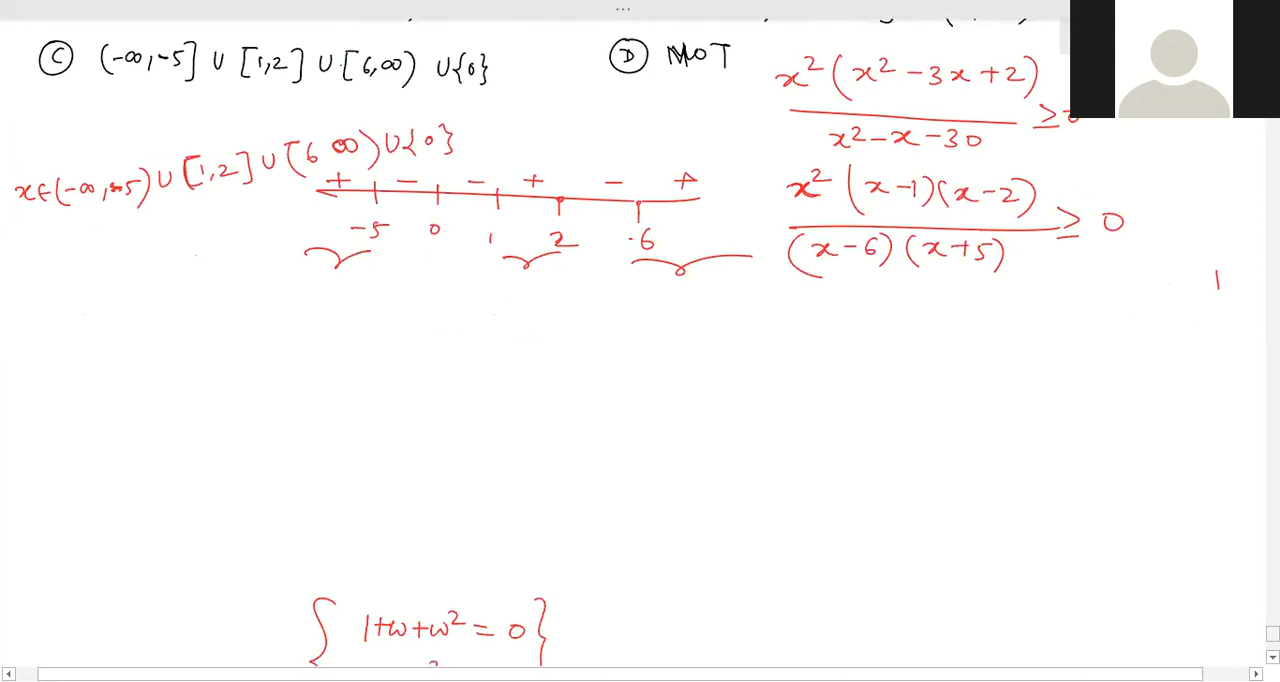 Ⓒ (-∞,-5] ∪ [1,2] ∪ [6,∞) ∪ {0}
Ⓓ NOT
x²(x² - 3x + 2) / x² - x - 30 ≥
x ∈ (-∞,-5) ∪ [1,2] ∪ (6 ∞) ∪ {0}
+ - - + - +
-5 0 1 2 6
x² (x-1)(x-2) / (x-6)(x+5) ≥ 0
{ 1+ω+ω² = 0 }